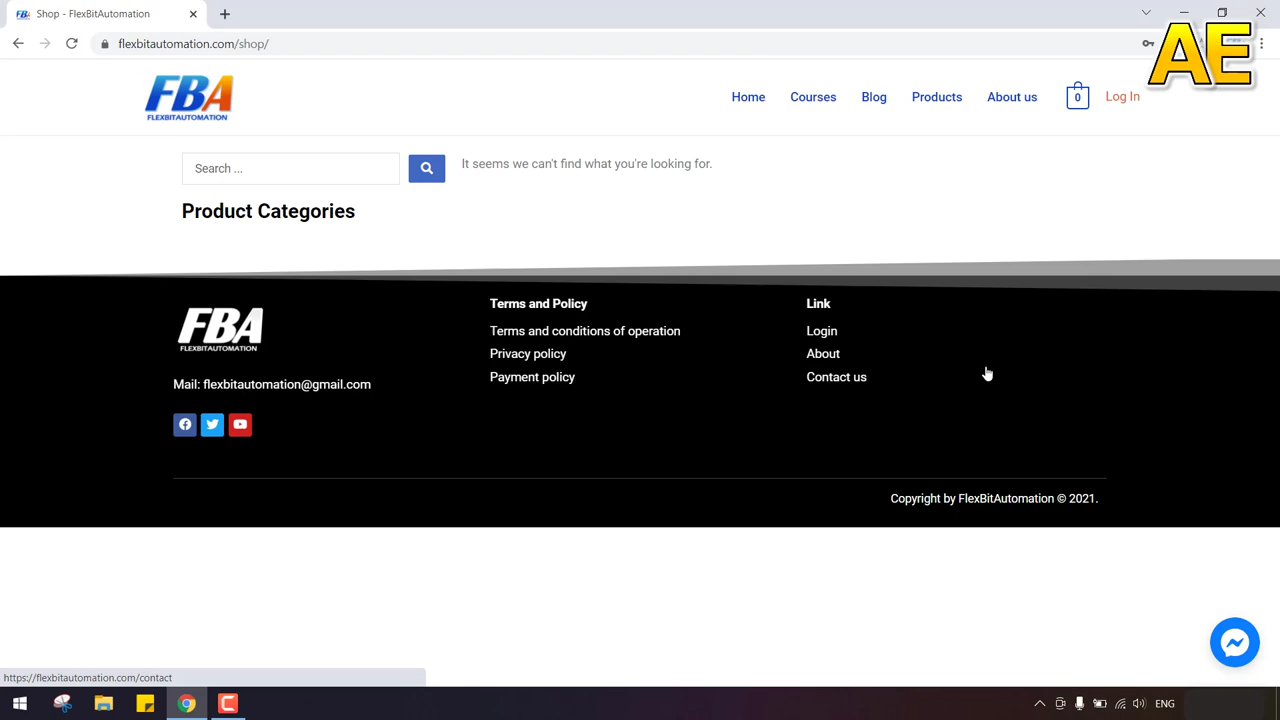 Shop - FlexBitAutomation
flexbitautomation.com/shop/
AE
FBA
FLEXBITAUTOMATION
Home
Courses
Blog
Products
About us
0
Log In
Search ...
It seems we can't find what you're looking for.
Product Categories
FBA
FLEXBITAUTOMATION
Mail: flexbitautomation@gmail.com
Terms and Policy
Terms and conditions of operation
Privacy policy
Payment policy
Link
Login
About
Contact us
Copyright by FlexBitAutomation © 2021.
https://flexbitautomation.com/contact
ENG